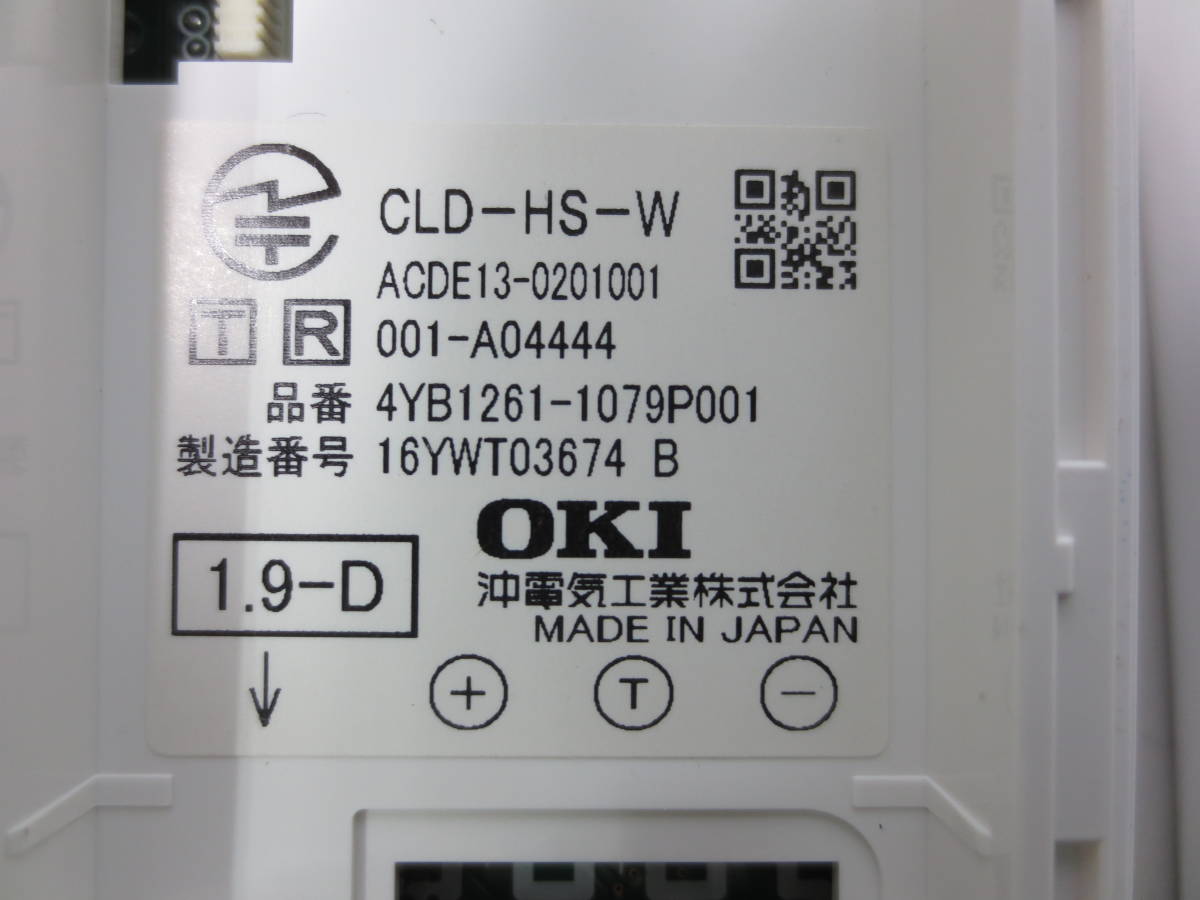 CLD-HS-W
ACDE13-0201001
T R 001-A04444
品番 4YB1261-1079P001
製造番号 16YWT03674 B
OKI
沖電気工業株式会社
MADE IN JAPAN
1.9-D
+ T -